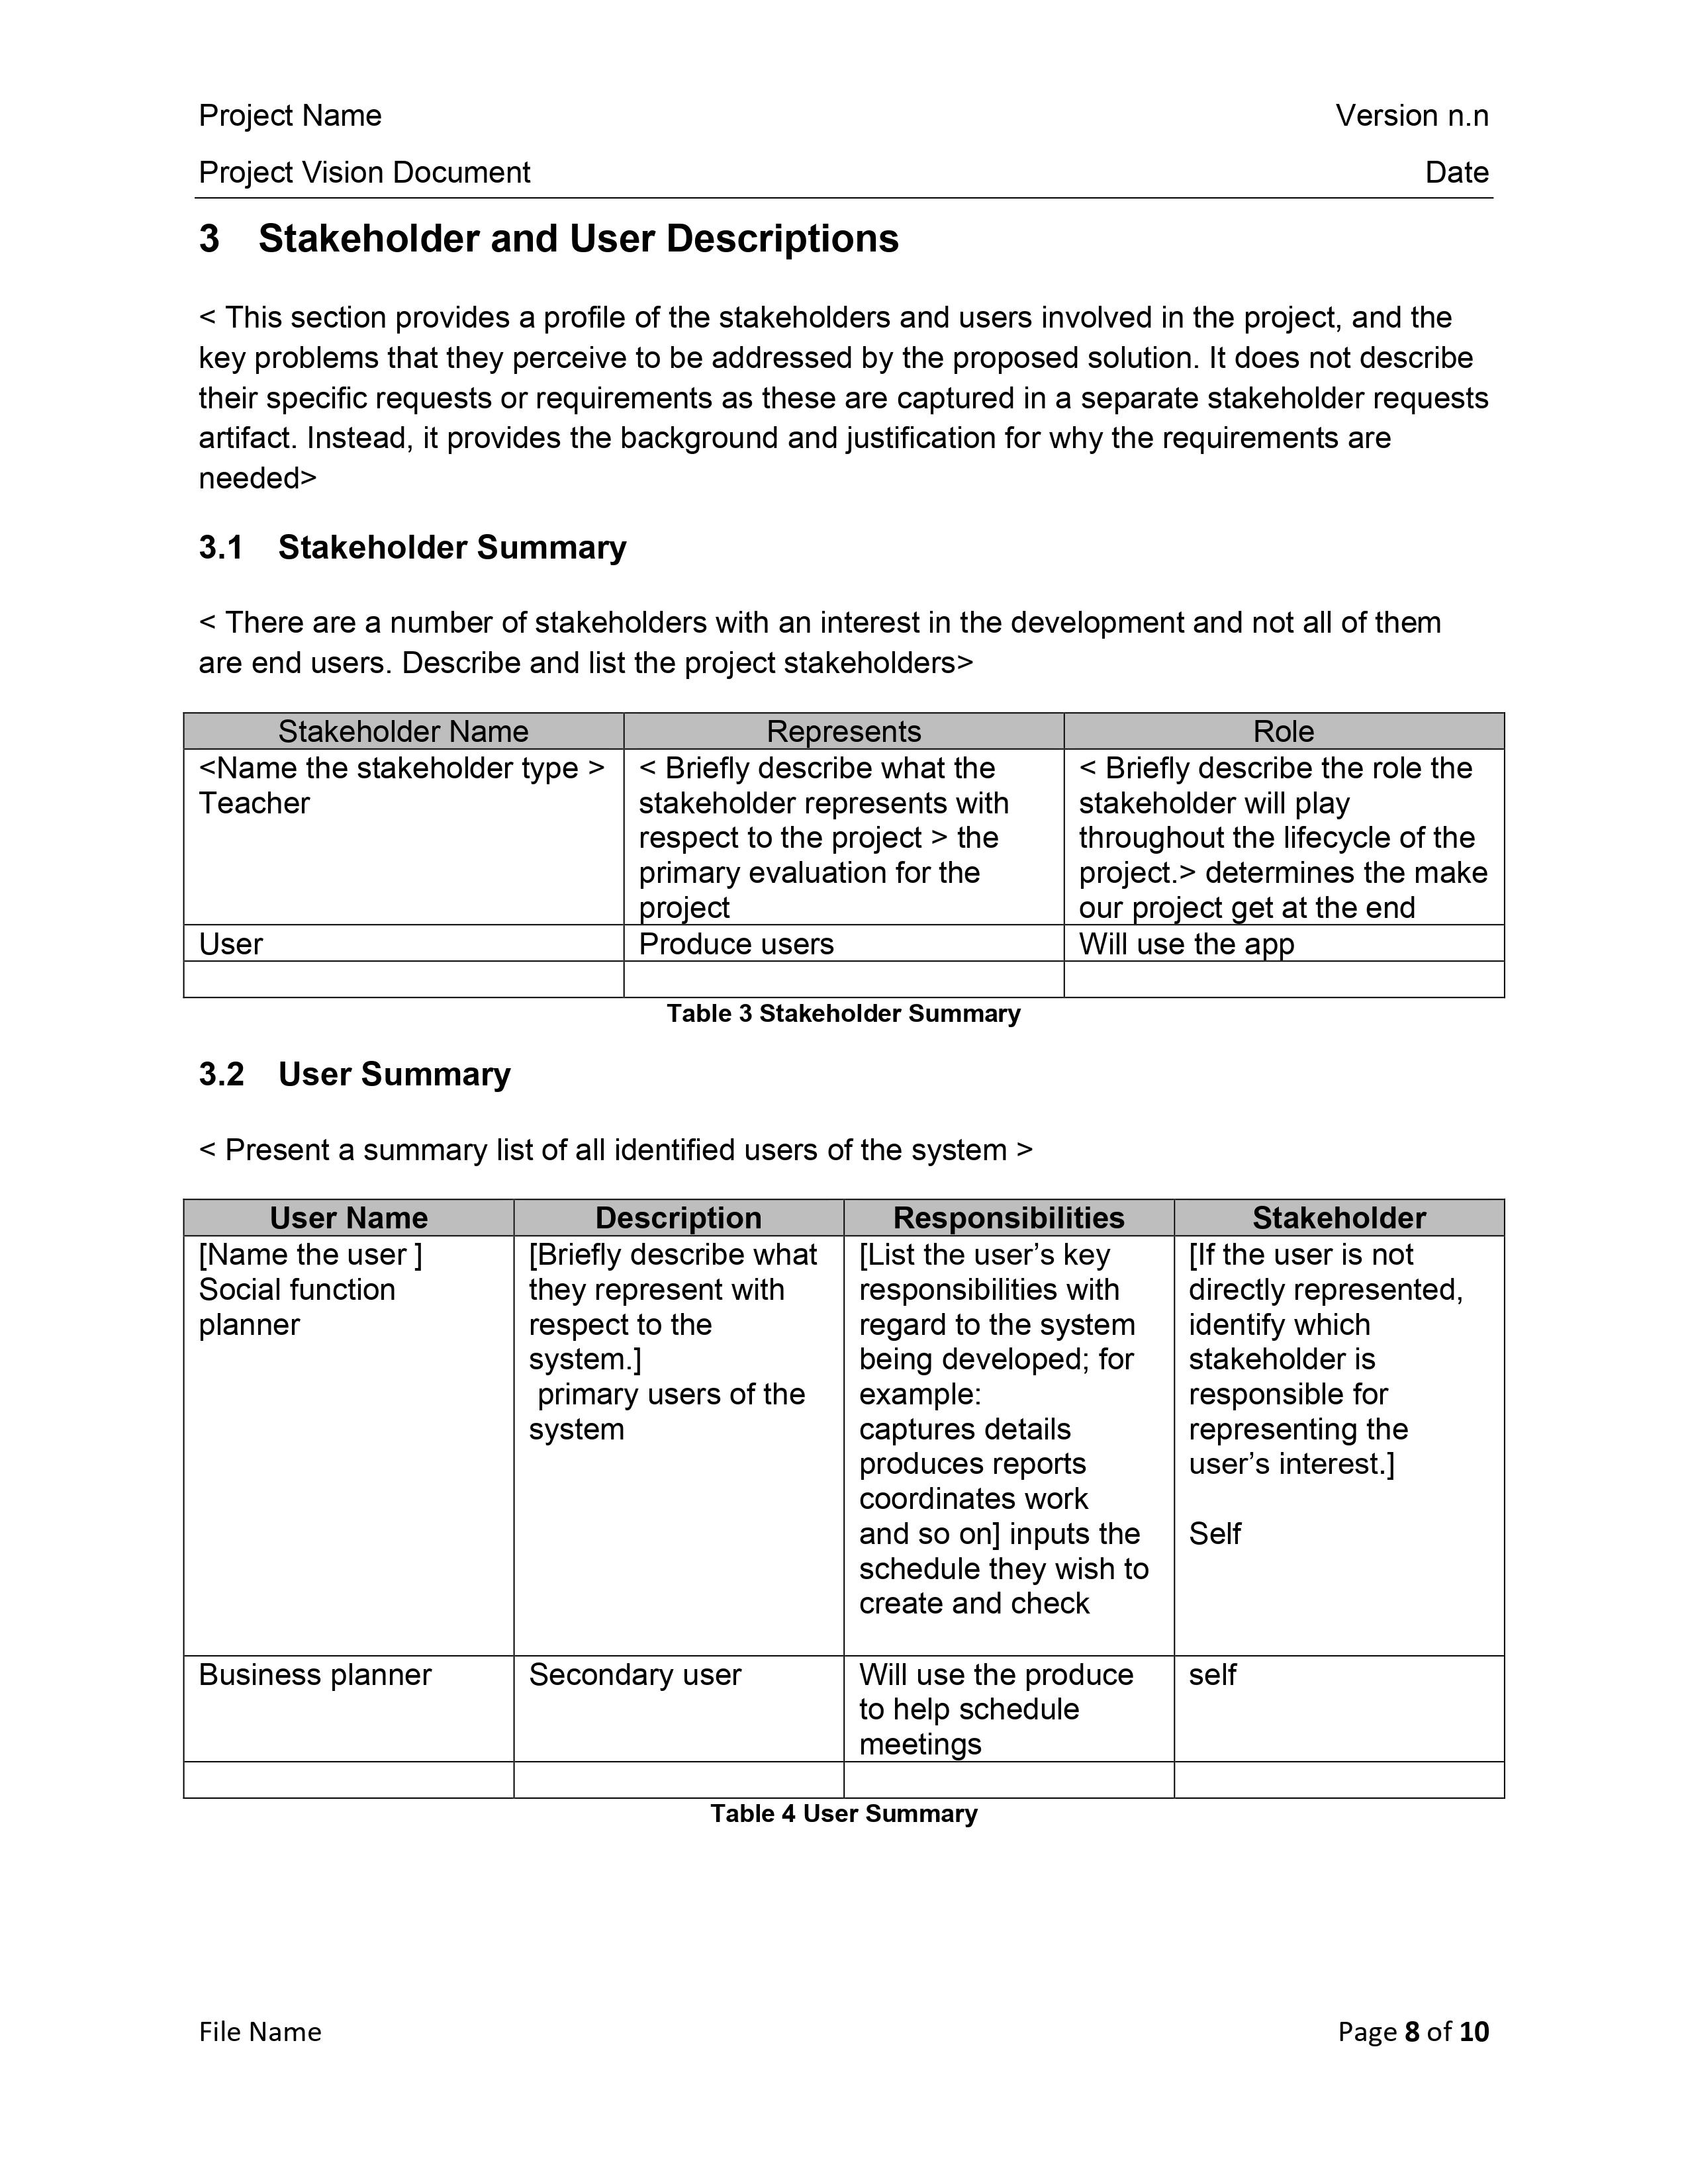 Project Name Version n.n
Project Vision Document Date
3 Stakeholder and User Descriptions
< This section provides a profile of the stakeholders and users involved in the project, and the
key problems that they perceive to be addressed by the proposed solution. It does not describe
their specific requests or requirements as these are captured in a separate stakeholder requests
artifact. Instead, it provides the background and justification for why the requirements are
needed>
3.1 Stakeholder Summary
< There are a number of stakeholders with an interest in the development and not all of them
are end users. Describe and list the project stakeholders>
Stakeholder Name Represents Role
<Name the stakeholder type >
Teacher
< Briefly describe what the
stakeholder represents with
respect to the project > the
primary evaluation for the
project
< Briefly describe the role the
stakeholder will play
throughout the lifecycle of the
project.> determines the make
our project get at the end
User Produce users Will use the app
Table 3 Stakeholder Summary
3.2 User Summary
< Present a summary list of all identified users of the system >
User Name Description Responsibilities Stakeholder
[Name the user ]
Social function
planner
[Briefly describe what
they represent with
respect to the
system.]
primary users of the
system
[List the user’s key
responsibilities with
regard to the system
being developed; for
example:
captures details
produces reports
coordinates work
and so on] inputs the
schedule they wish to
create and check
[If the user is not
directly represented,
identify which
stakeholder is
responsible for
representing the
user’s interest.]
Self
Business planner
Secondary user
Will use the produce
to help schedule
meetings
self
Table 4 User Summary
File Name Page 8 of 10